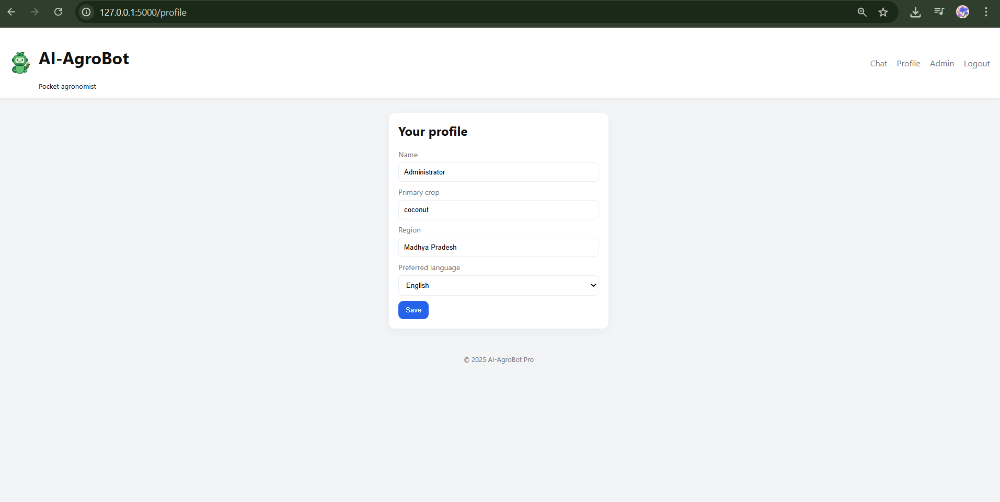 127.0.0.1:5000/profile
AI-AgroBot
Pocket agronomist
Chat Profile Admin Logout
Your profile
Name
Administrator
Primary crop
coconut
Region
Madhya Pradesh
Preferred language
English
Save
© 2025 AI-AgroBot Pro